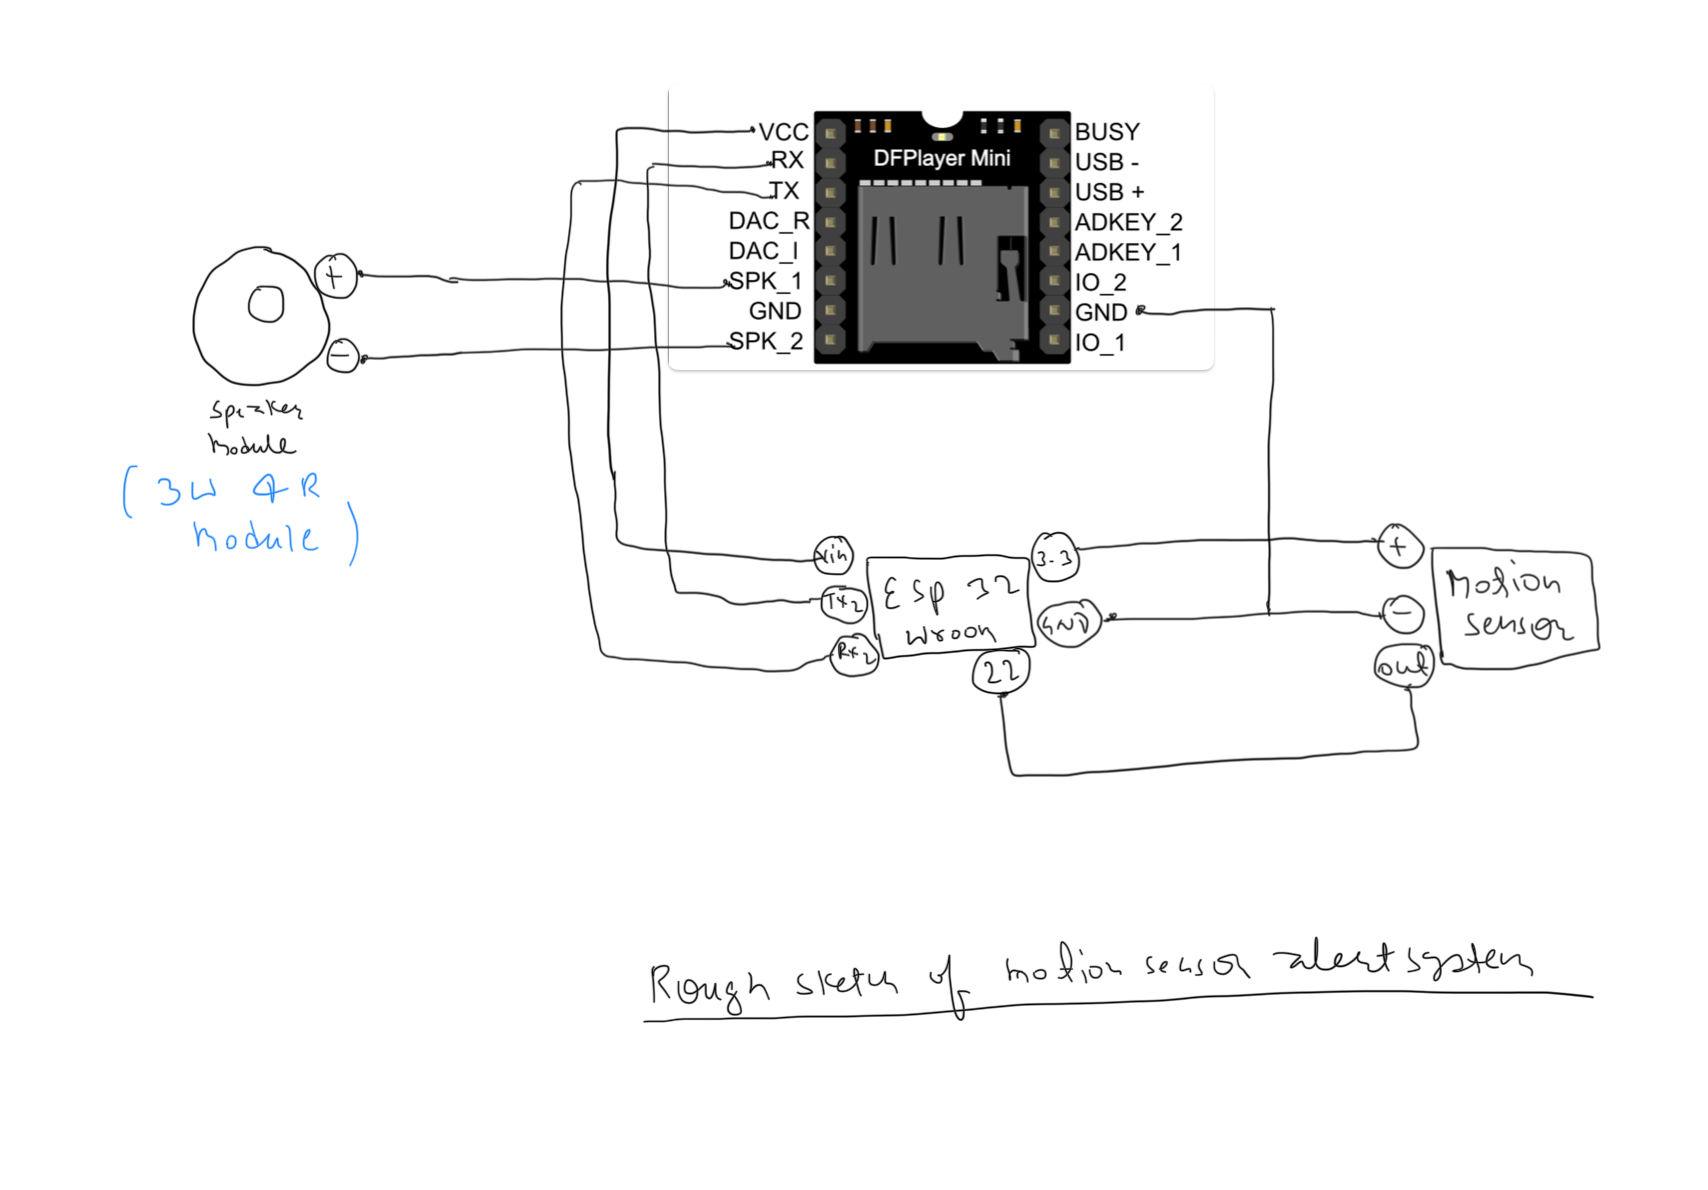 VCC
RX
TX
DAC_R
DAC_I
SPK_1
GND
SPK_2
DFPlayer Mini
BUSY
USB -
USB +
ADKEY_2
ADKEY_1
IO_2
GND
IO_1
+
−
Speaker
module
(3W 4R
module)
Vin
TX2
RX2
ESP 32
Wroom
3.3
GND
22
+
−
out
Motion
sensor
Rough sketch of motion sensor alert system